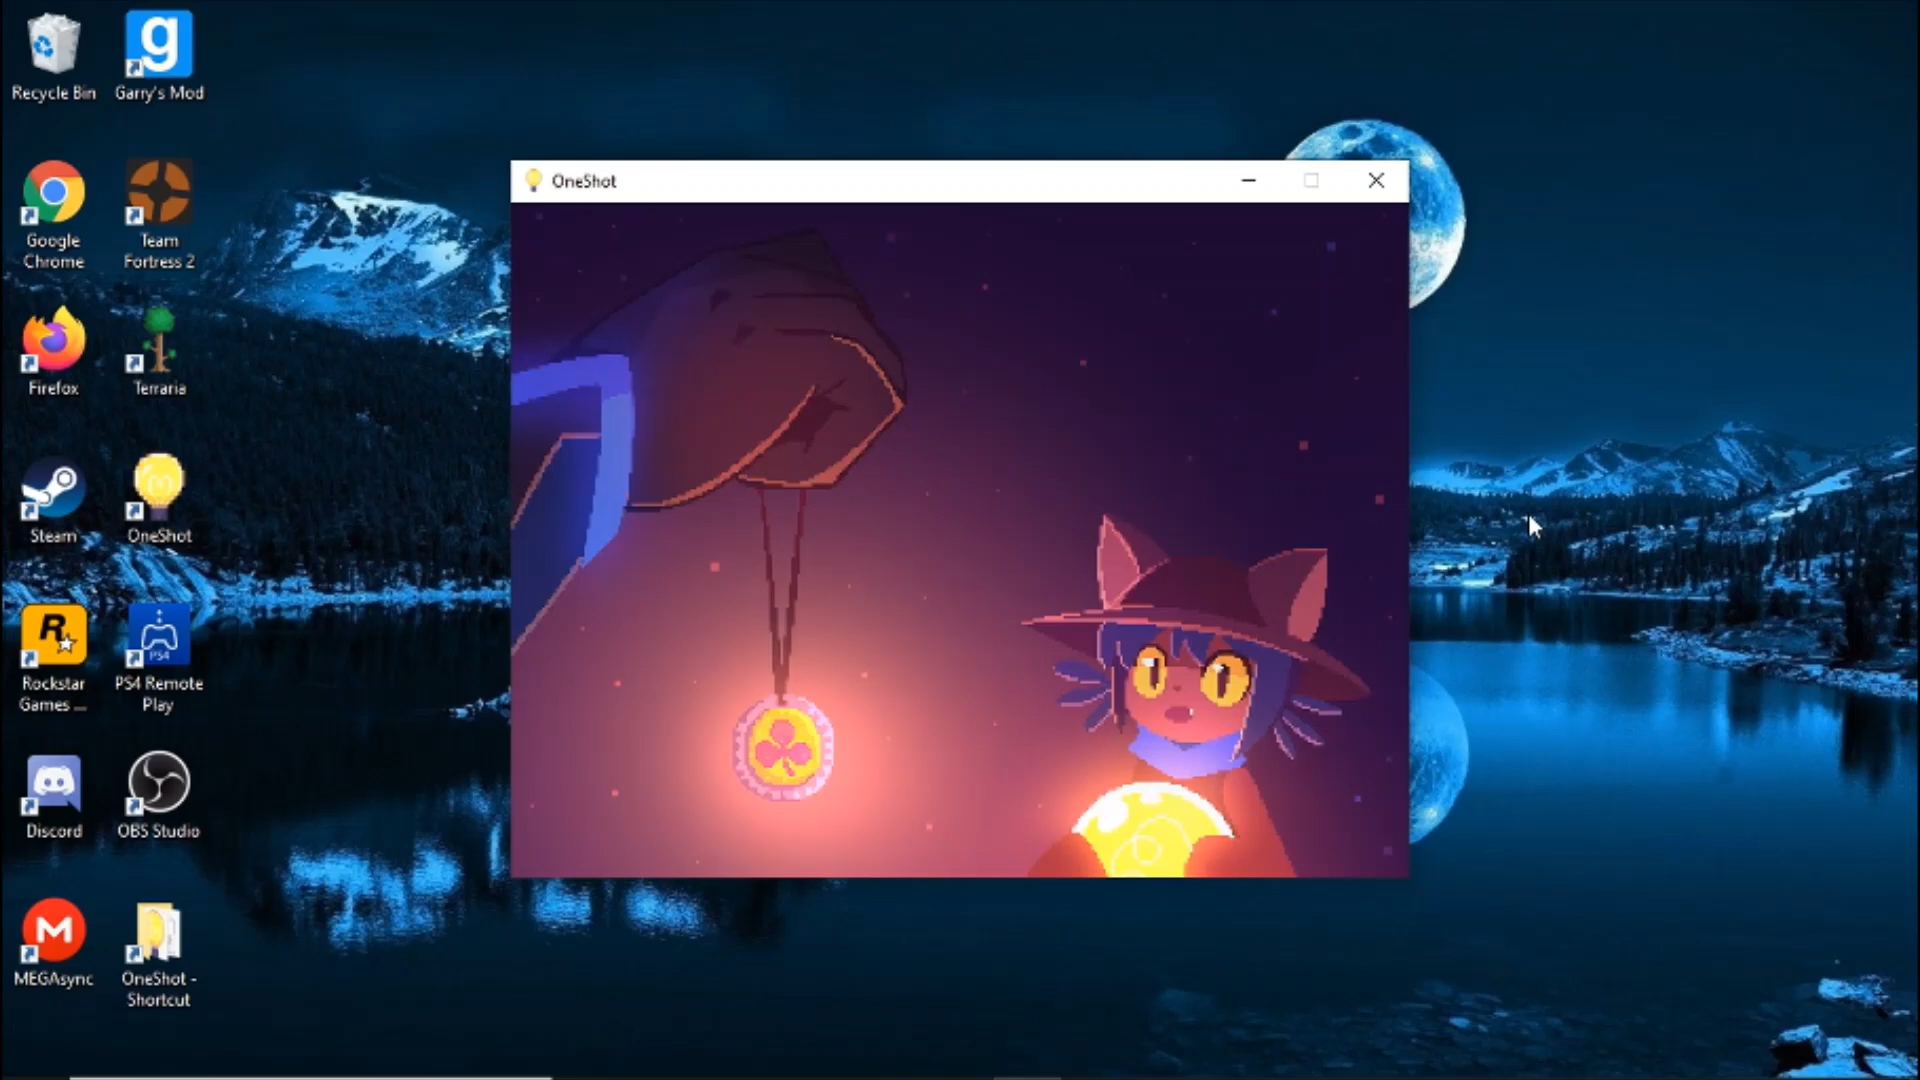 Recycle Bin
Garry's Mod
OneShot
Google
Chrome
Team
Fortress 2
Firefox
Terraria
Steam
OneShot
R
PS4
Rockstar
Games ...
PS4 Remote
Play
Discord
OBS Studio
M
MEGAsync
OneShot -
Shortcut